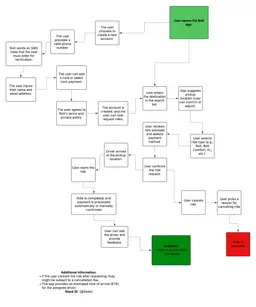 User opens the Bolt
app
The user
chooses to
create a new
account
The user
provides a
valid phone
number
Bolt sends an SMS
code that the user
must enter for
verification.
The user can add
a card or select
cash payment.
The user inputs
their name and
email address.
The user agrees to
Bolt's terms and
privacy policy
The account is
created, and the
user can now
request rides.
User enters
the destination
in the search
bar
App suggests
pickup
location (user
can confirm or
adjust)
User selects
ride type (e.g.,
Bolt, Bolt
Comfort, XL,
etc.)
User reviews
fare estimate and
selects
payment
method
Driver arrives
at the pickup
location
User confirms
the ride
request
User starts the
ride
Ride is completed, and
payment is processed
automatically or manually
confirmed
User cancels
ride
User picks a
reason for
cancelling ride
User can rate the
driver and
provide
feedback
Additional Information:
• If the user cancels the ride after requesting, they
might be subject to a cancellation fee.
• The app provides an estimated time of arrival (ETA)
for the assigned driver.